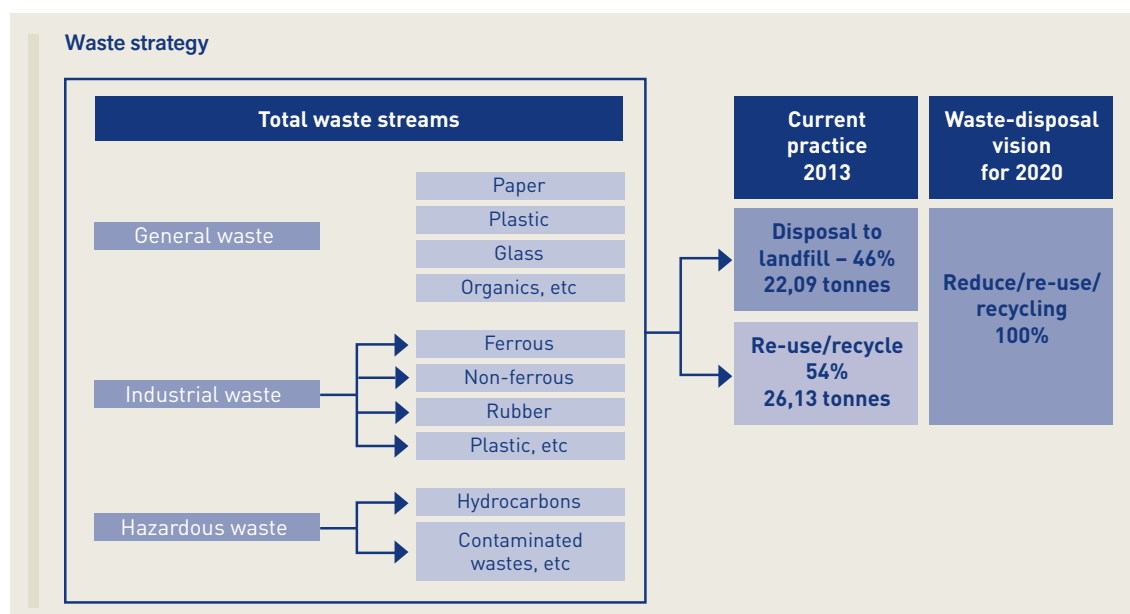 Waste strategy
Total waste streams
General waste
Paper
Plastic
Glass
Organics, etc
Industrial waste
Ferrous
Non-ferrous
Rubber
Plastic, etc
Hazardous waste
Hydrocarbons
Contaminated
wastes, etc
Current
practice
2013
Disposal to
landfill – 46%
22,09 tonnes
Re-use/recycle
54%
26,13 tonnes
Waste-disposal
vision
for 2020
Reduce/re-use/
recycling
100%